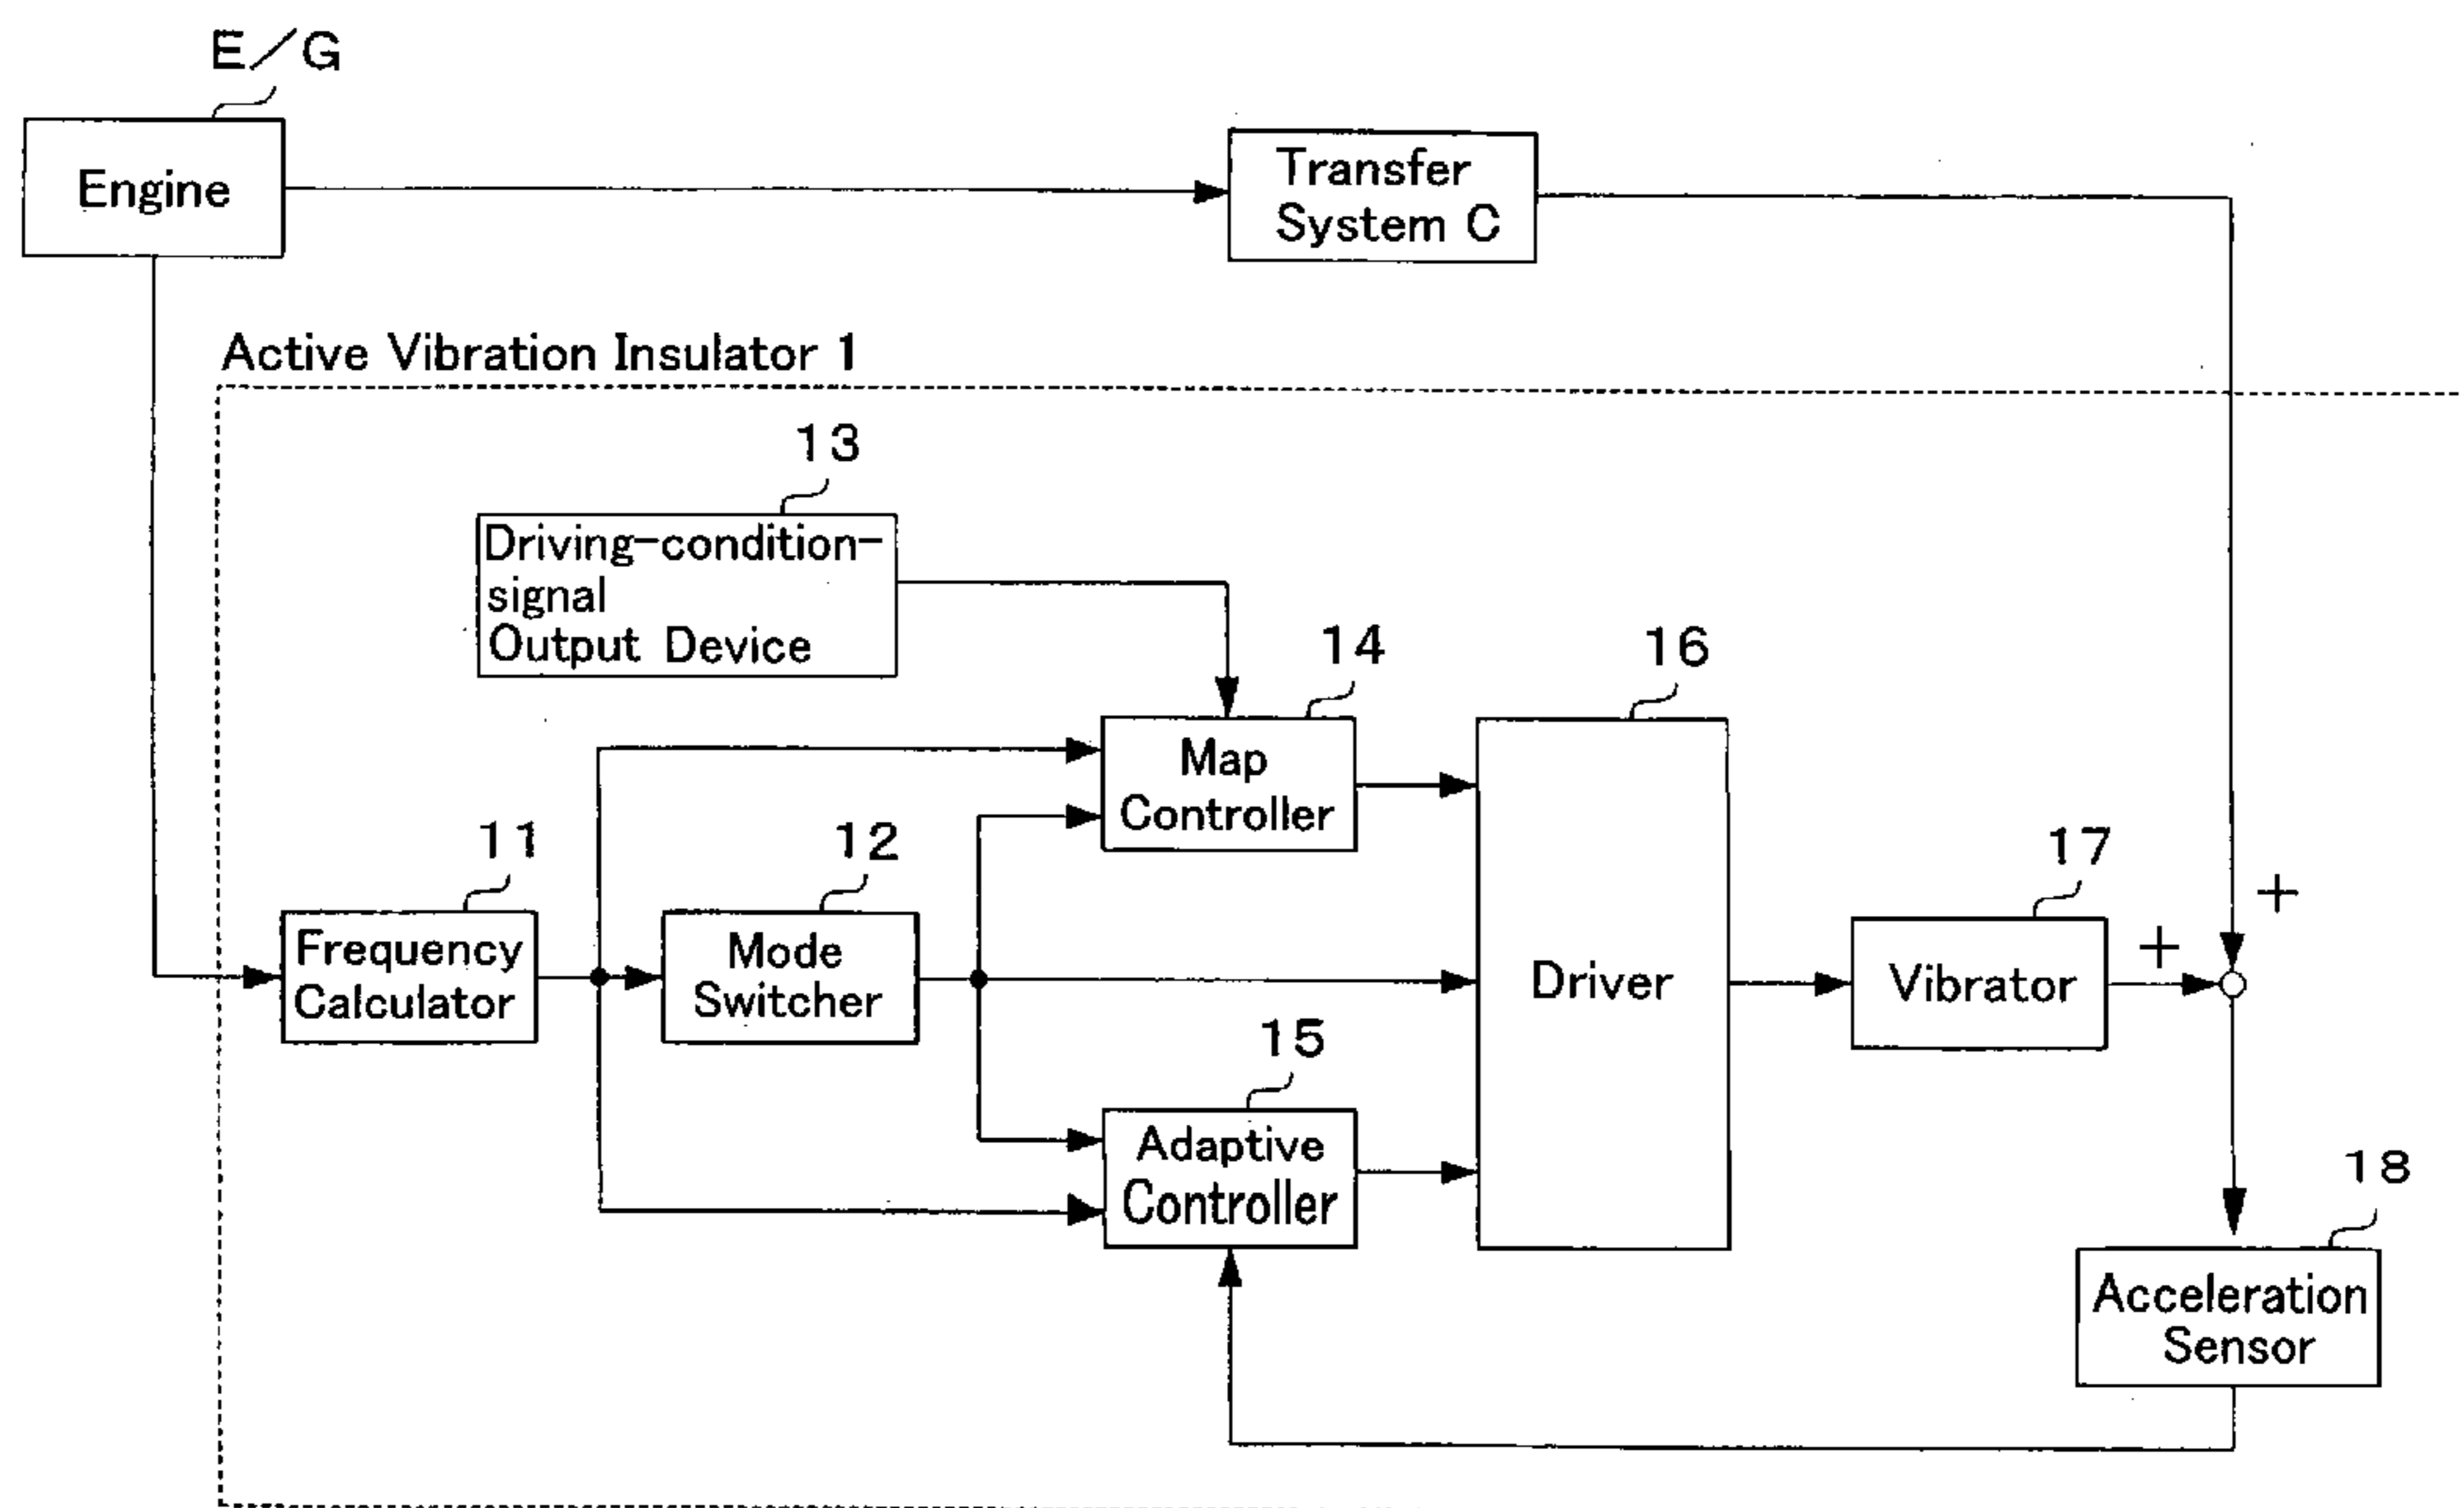 E/G
Engine
Transfer
System C
Active Vibration Insulator 1
13
Driving-condition-
signal
Output Device
14
Map
Controller
16
Driver
11
Frequency
Calculator
12
Mode
Switcher
15
Adaptive
Controller
17
Vibrator
+
+
18
Acceleration
Sensor